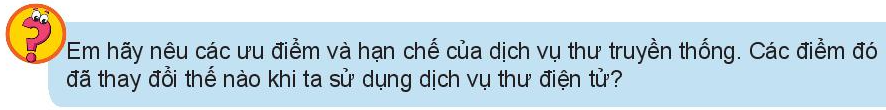 Em hãy nêu các ưu điểm và hạn chế của dịch vụ thư truyền thống. Các điểm đó
đã thay đổi thế nào khi ta sử dụng dịch vụ thư điện tử?